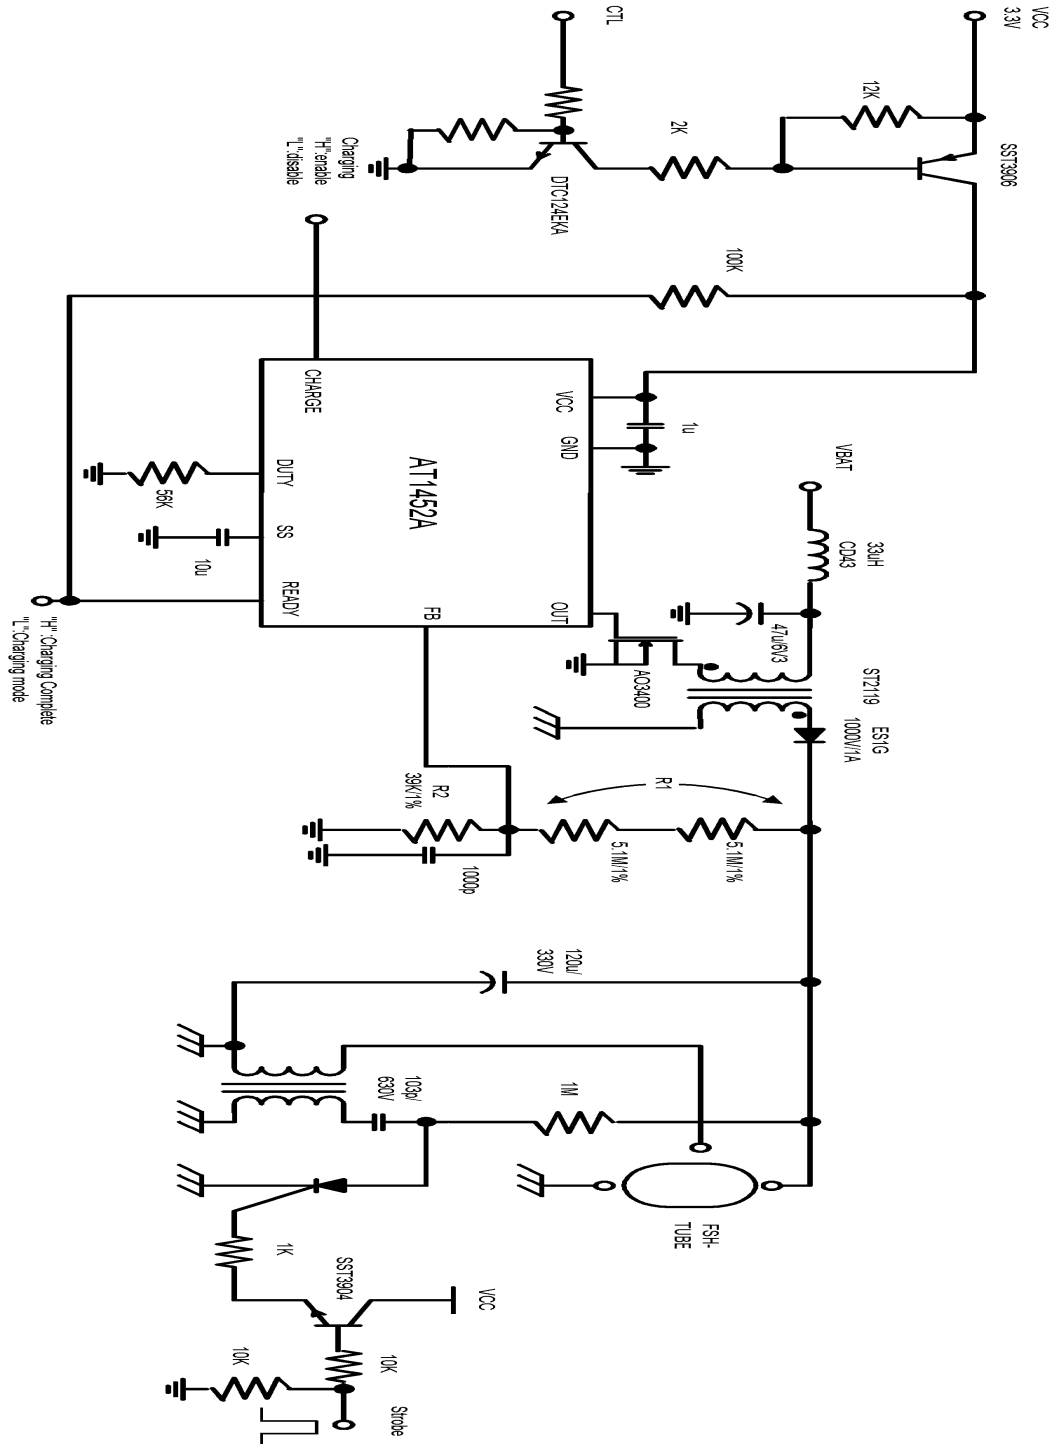 VCC
3.3V
SST3906
12K
2K
CTL
DTC124EKA
Charging
"H":enable
"L":disable
100K
VCC
1u
GND
CHARGE
AT1452A
DUTY
56K
SS
10u
READY
FB
OUT
"H":Charging Complete
"L":Charging mode
VBAT
33uH
CD43
47u/6V3
AO3400
ST2119
ES1G
1000V/1A
R1
5.1M/1%
5.1M/1%
R2
39K/1%
1000p
120u/
330V
103p/
630V
1M
FSH-
TUBE
1K
SST3904
VCC
10K
10K
Strobe